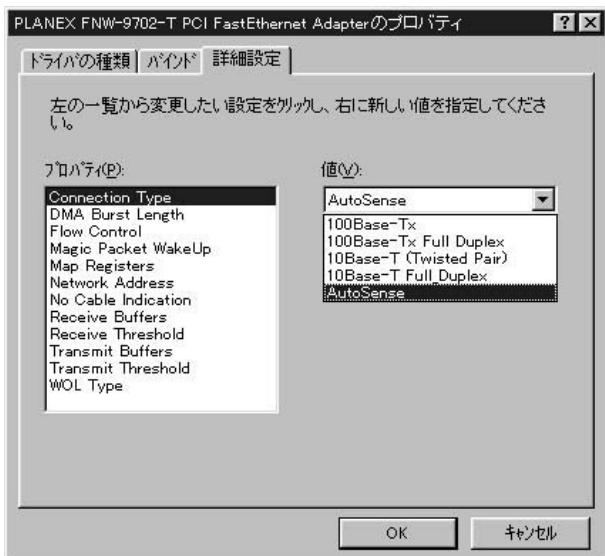 PLANEX FNW-9702-T PCI FastEthernet Adapterのプロパティ
ドライバの種類
バインド
詳細設定
左の一覧から変更したい設定をクリックし、右に新しい値を指定してくださ
い。
プロパティ(P):
Connection Type
DMA Burst Length
Flow Control
Magic Packet WakeUp
Map Registers
Network Address
No Cable Indication
Receive Buffers
Receive Threshold
Transmit Buffers
Transmit Threshold
WOL Type
値(V):
AutoSense
100Base-Tx
100Base-Tx Full Duplex
10Base-T (Twisted Pair)
10Base-T Full Duplex
AutoSense
OK
キャンセル